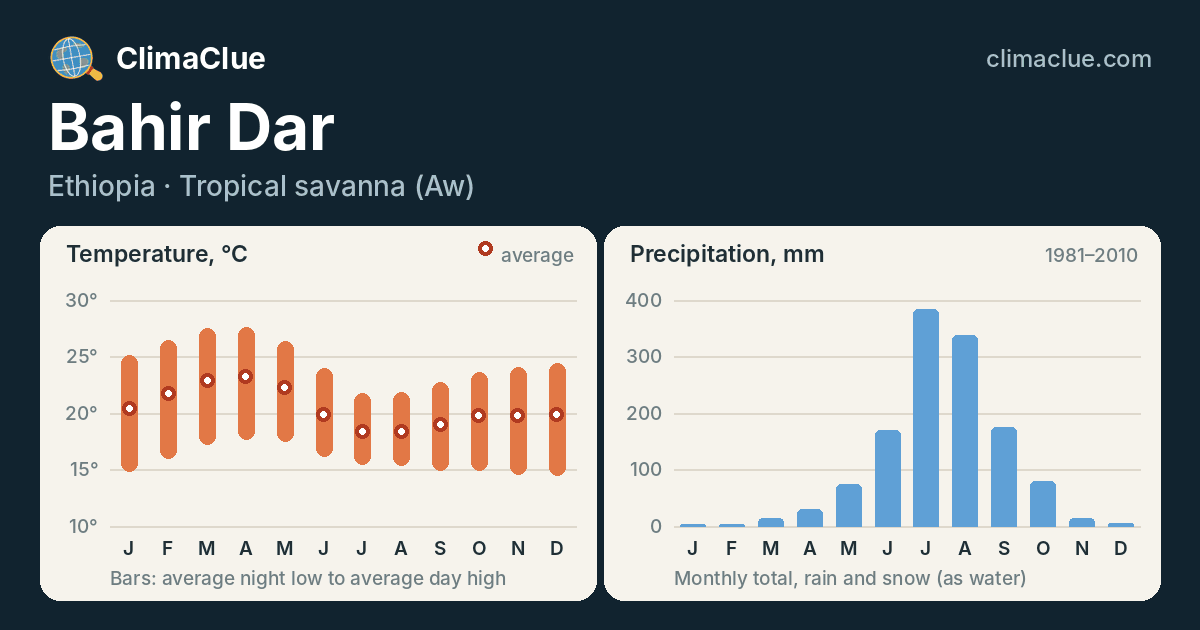 ClimaClue
climaclue.com
Bahir Dar
Ethiopia · Tropical savanna (Aw)
Temperature, °C
average
30°
25°
20°
15°
10°
J F M A M J J A S O N D
Bars: average night low to average day high
Precipitation, mm
1981–2010
400
300
200
100
0
J F M A M J J A S O N D
Monthly total, rain and snow (as water)